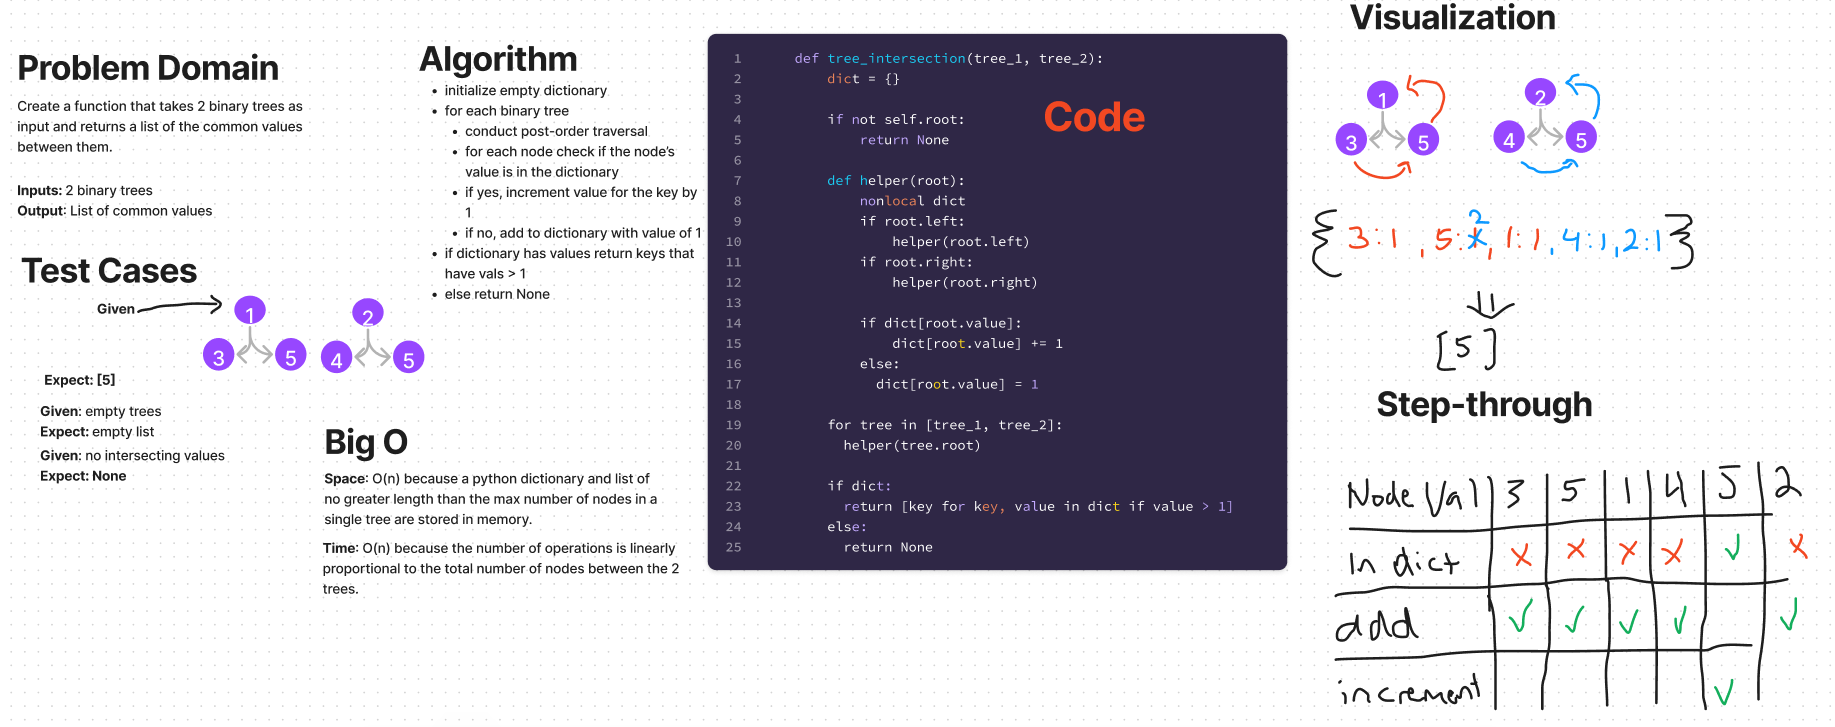 Problem Domain
Create a function that takes 2 binary trees as
input and returns a list of the common values
between them.
Inputs: 2 binary trees
Output: List of common values
Test Cases
Given
1
3
5
2
4
5
Expect: [5]
Given: empty trees
Expect: empty list
Given: no intersecting values
Expect: None
Algorithm
• initialize empty dictionary
• for each binary tree
• conduct post-order traversal
• for each node check if the node's
value is in the dictionary
• if yes, increment value for the key by
1
• if no, add to dictionary with value of 1
• if dictionary has values return keys that
have vals > 1
• else return None
Big O
Space: O(n) because a python dictionary and list of
no greater length than the max number of nodes in a
single tree are stored in memory.
Time: O(n) because the number of operations is linearly
proportional to the total number of nodes between the 2
trees.
Code
1 def tree_intersection(tree_1, tree_2):
2 dict = {}
3
4 if not self.root:
5 return None
6
7 def helper(root):
8 nonlocal dict
9 if root.left:
10 helper(root.left)
11 if root.right:
12 helper(root.right)
13
14 if dict[root.value]:
15 dict[root.value] += 1
16 else:
17 dict[root.value] = 1
18
19 for tree in [tree_1, tree_2]:
20 helper(tree.root)
21
22 if dict:
23 return [key for key, value in dict if value > 1]
24 else:
25 return None
Visualization
1
3
5
2
4
5
2
{ 3:1, 5:1, 1:1, 4:1, 2:1 }
[5]
Step-through
Node Val 3 5 1 4 5 2
In dict x x x x ✓ x
add ✓ ✓ ✓ ✓ ✓
increment ✓